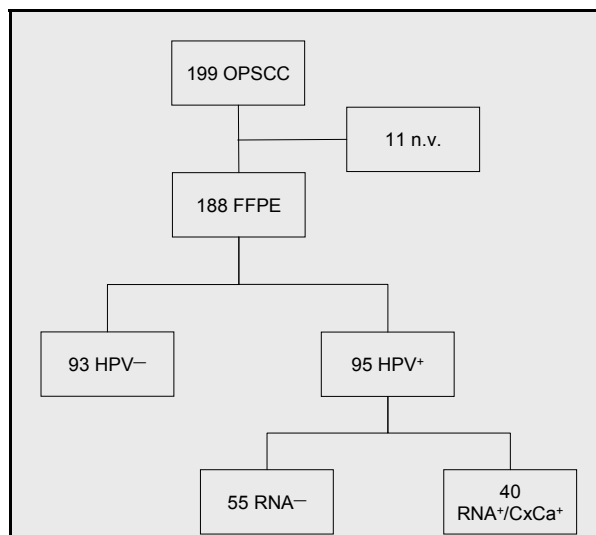 199 OPSCC
11 n.v.
188 FFPE
93 HPV—
95 HPV⁺
55 RNA—
40
RNA⁺/CxCa⁺